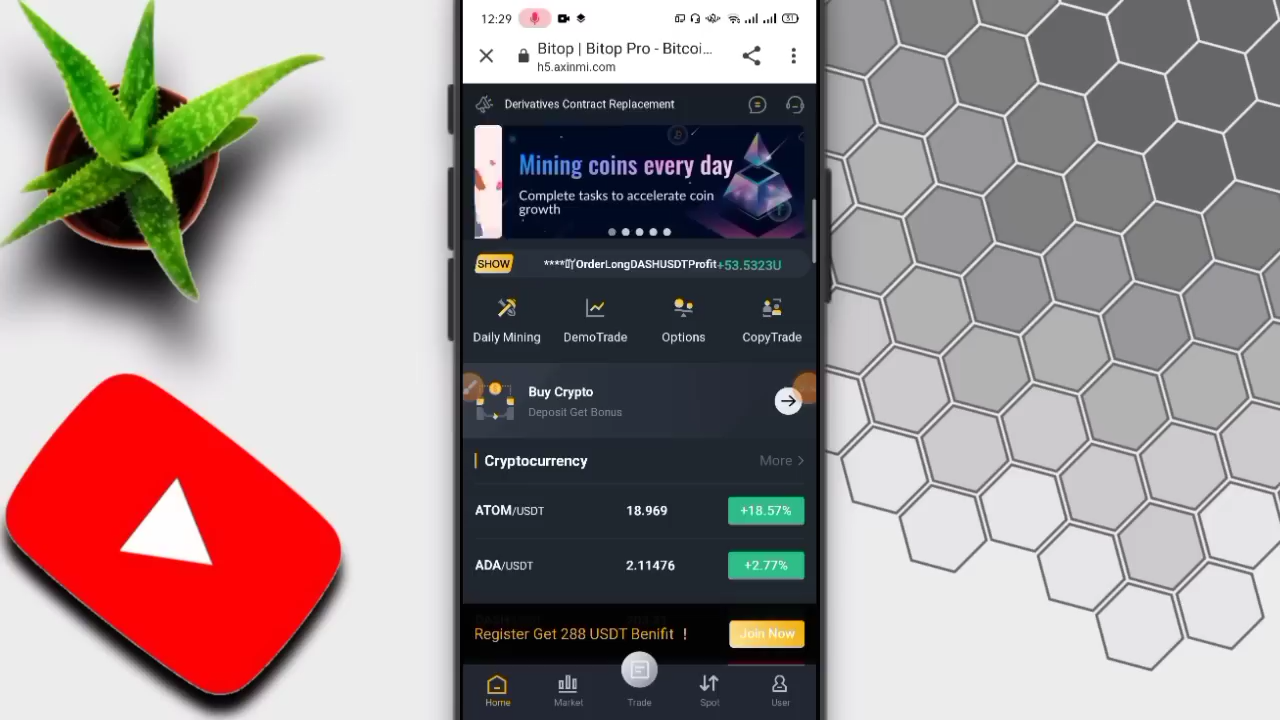 12:29
31
Bitop | Bitop Pro - Bitcoi...
h5.axinmi.com
Derivatives Contract Replacement
Mining coins every day
Complete tasks to accelerate coin
growth
SHOW
OrderLongDASHUSDTProfit+53.5323U
Daily Mining
DemoTrade
Options
CopyTrade
Buy Crypto
Deposit Get Bonus
Cryptocurrency
More >
ATOM/USDT 18.969 +18.57%
ADA/USDT 2.11476 +2.77%
Register Get 288 USDT Benifit !
Join Now
Home
Market
Trade
Spot
User